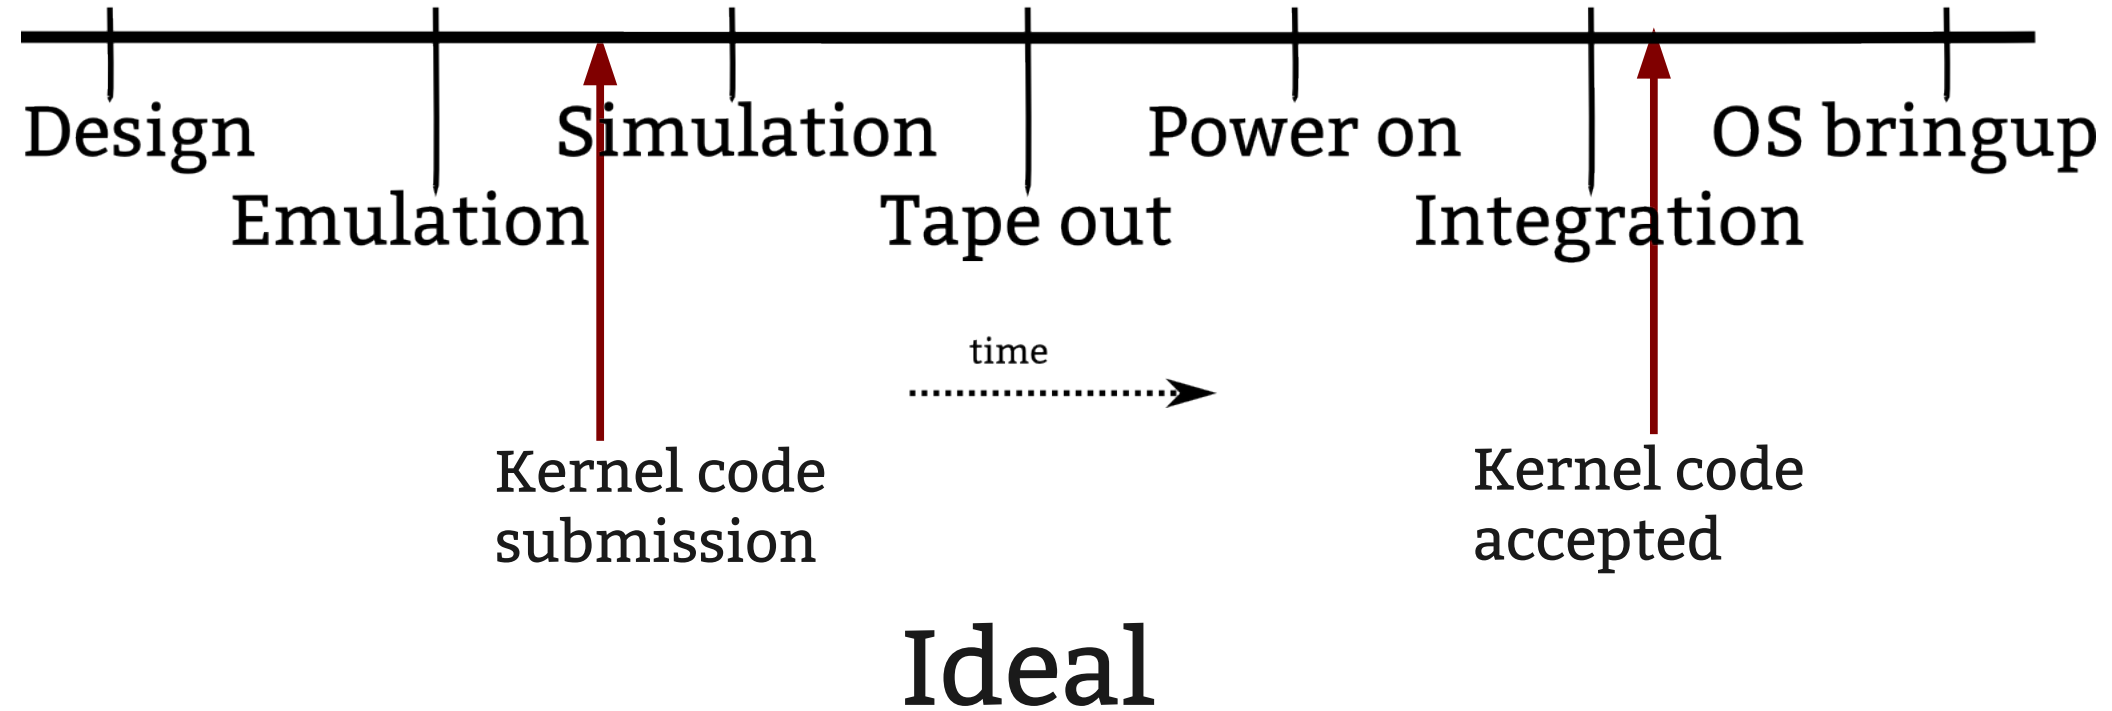 Design
Simulation
Power on
OS bringup
Emulation
Tape out
Integration
time
Kernel code
submission
Kernel code
accepted
Ideal